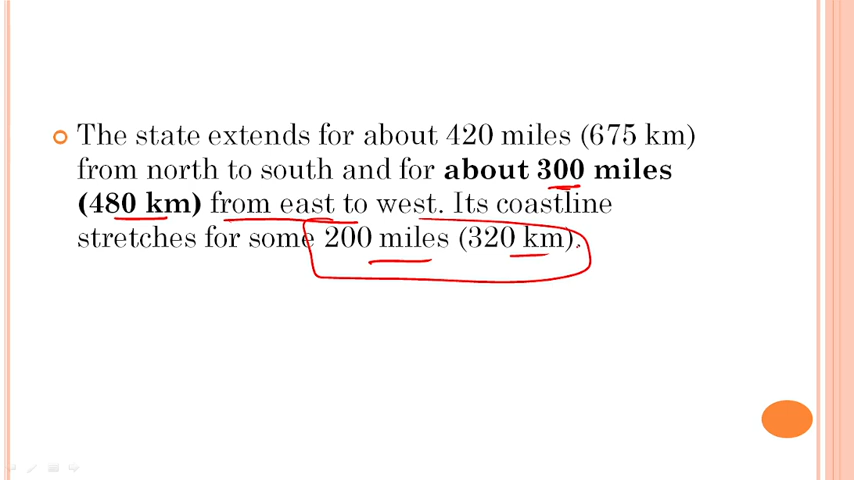 The state extends for about 420 miles (675 km)
from north to south and for about 300 miles
(480 km) from east to west. Its coastline
stretches for some 200 miles (320 km).